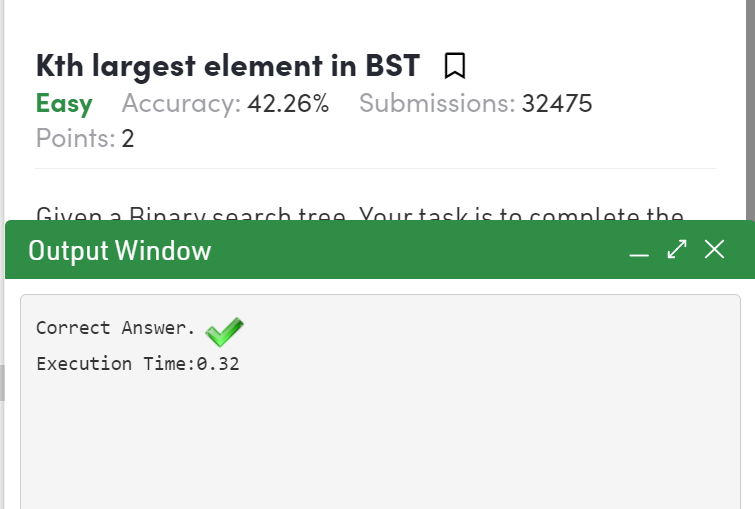 Kth largest element in BST
Easy Accuracy: 42.26% Submissions: 32475
Points: 2
Given a Binary search tree. Your task is to complete the
Output Window
Correct Answer.
Execution Time:0.32